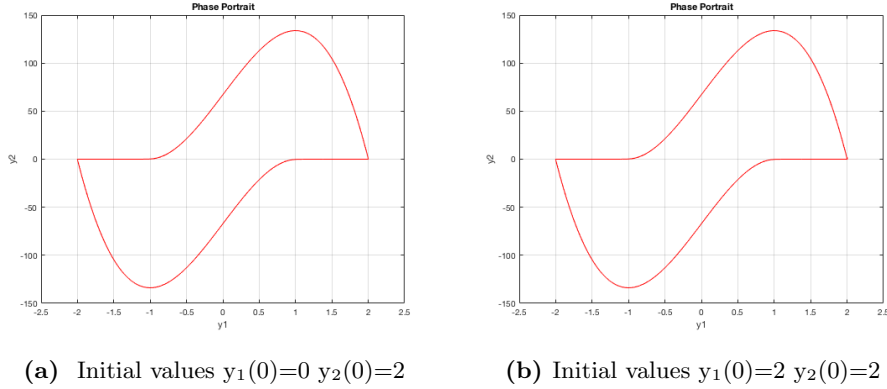 Phase Portrait
150
100
50
0
-50
-100
-150
y2
-2.5 -2 -1.5 -1 -0.5 0 0.5 1 1.5 2 2.5
y1
(a) Initial values y₁(0)=0 y₂(0)=2
Phase Portrait
150
100
50
0
-50
-100
-150
y2
-2.5 -2 -1.5 -1 -0.5 0 0.5 1 1.5 2 2.5
y1
(b) Initial values y₁(0)=2 y₂(0)=2